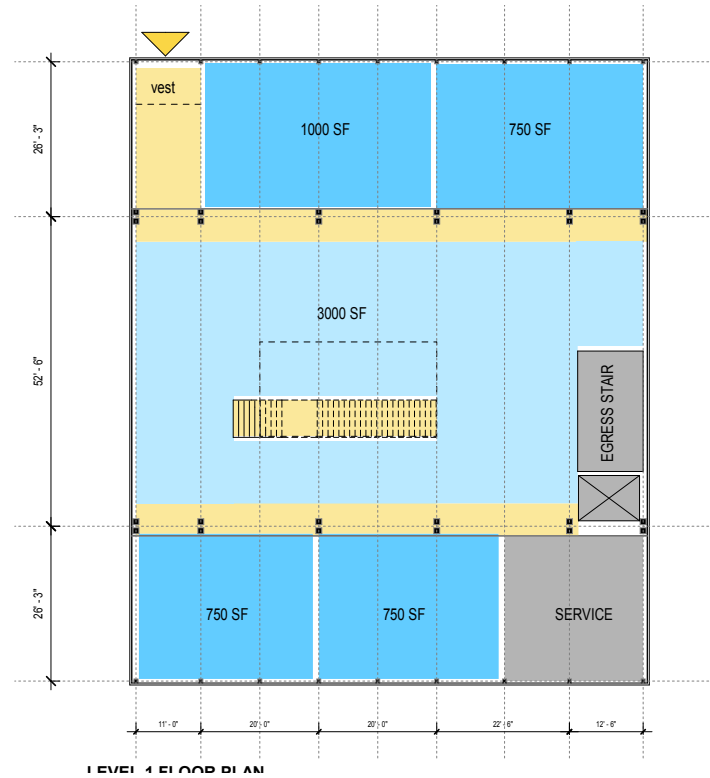 vest
1000 SF
750 SF
26' - 3"
3000 SF
52' - 6"
EGRESS STAIR
26' - 3"
750 SF
750 SF
SERVICE
11' - 0"
20' - 0"
20' - 0"
22' - 6"
12' - 6"
LEVEL 1 FLOOR PLAN